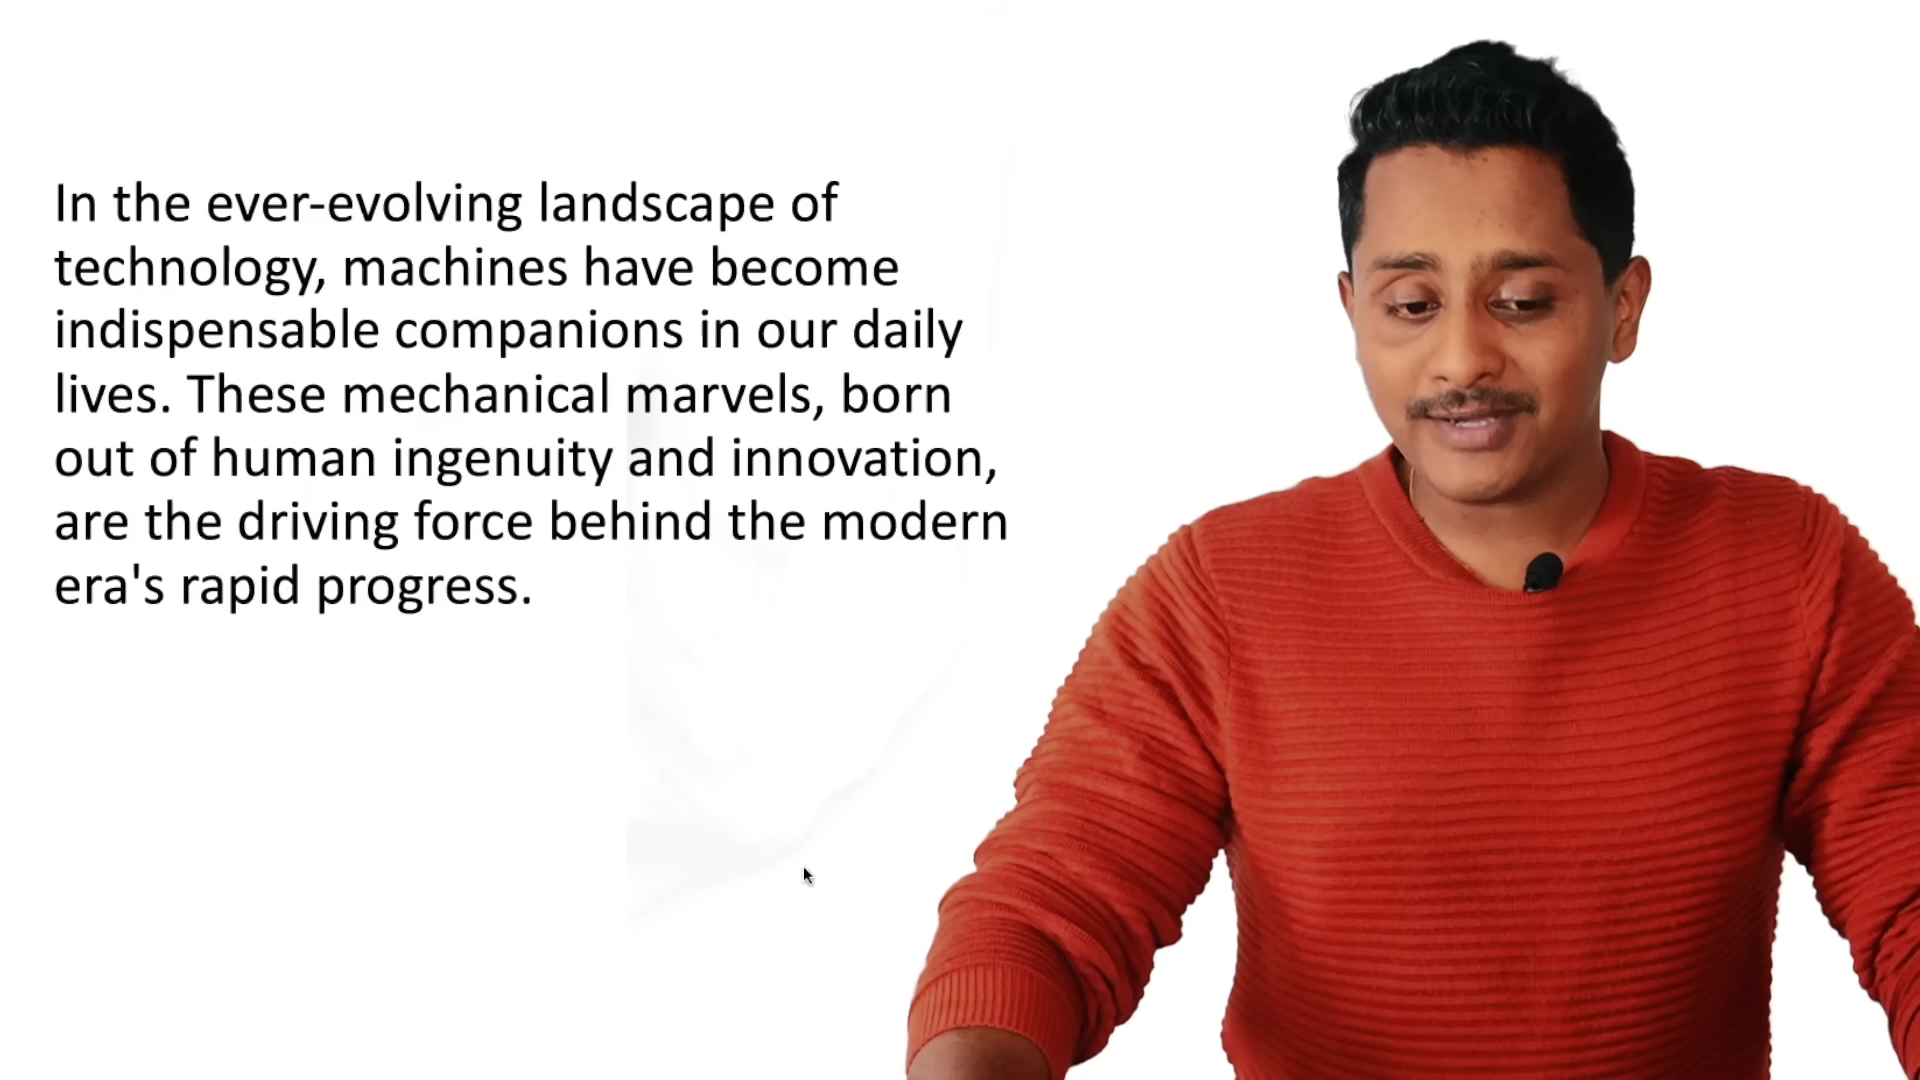 In the ever-evolving landscape of
technology, machines have become
indispensable companions in our daily
lives. These mechanical marvels, born
out of human ingenuity and innovation,
are the driving force behind the modern
era's rapid progress.